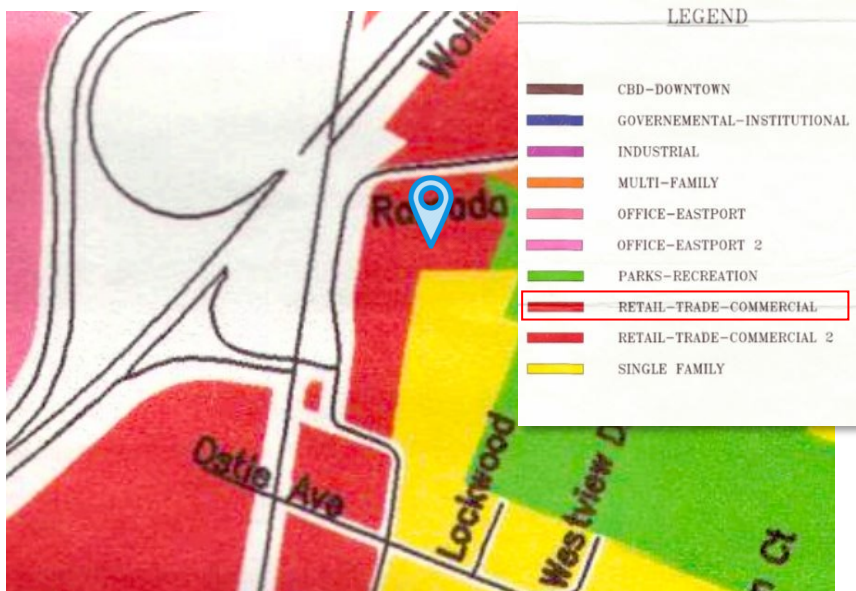 LEGEND
CBD-DOWNTOWN
GOVERNEMENTAL-INSTITUTIONAL
INDUSTRIAL
MULTI-FAMILY
OFFICE-EASTPORT
OFFICE-EASTPORT 2
PARKS-RECREATION
RETAIL-TRADE-COMMERCIAL
RETAIL-TRADE-COMMERCIAL 2
SINGLE FAMILY
Ostle Ave
Lockwood
Westview D
Ct